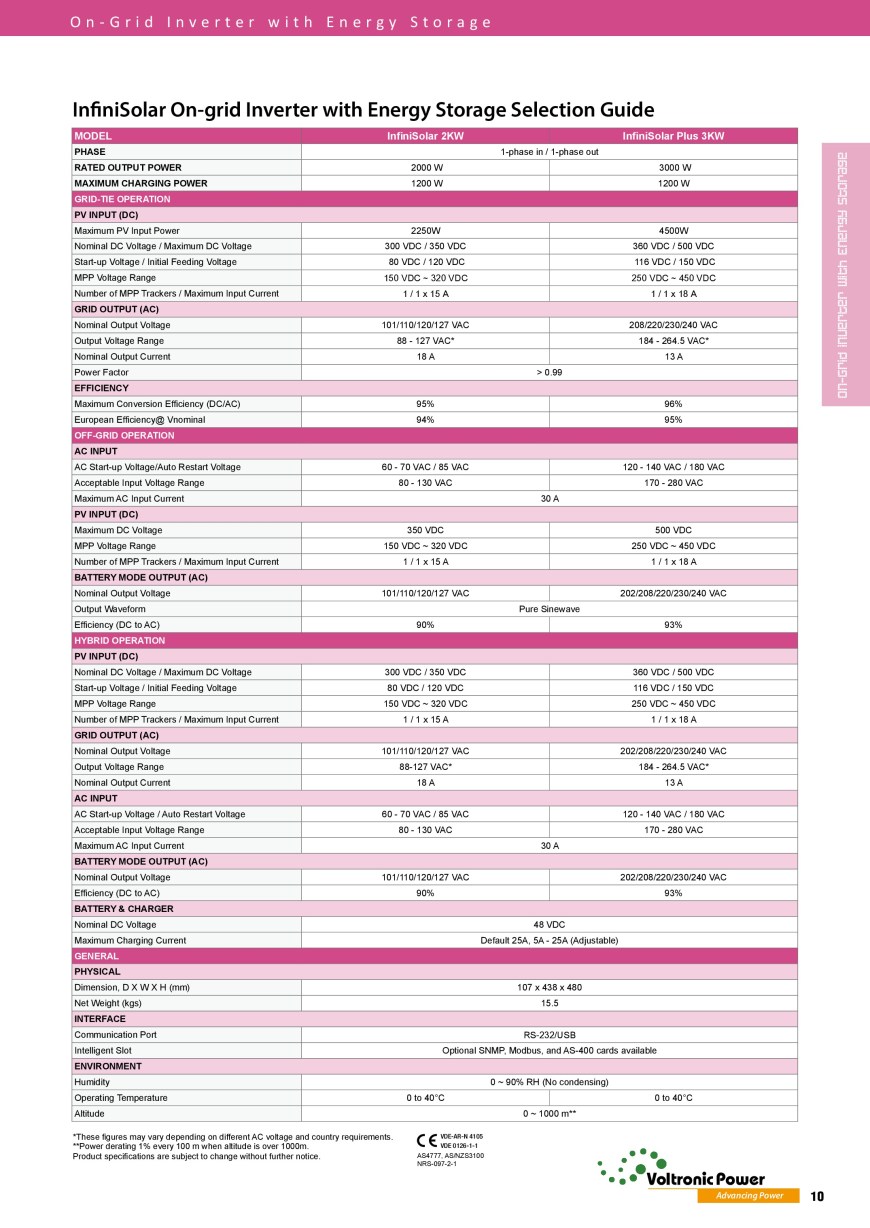 On-Grid Inverter with Energy Storage
InfiniSolar On-grid Inverter with Energy Storage Selection Guide
MODEL InfiniSolar 2KW InfiniSolar Plus 3KW
PHASE 1-phase in / 1-phase out
RATED OUTPUT POWER 2000 W 3000 W
MAXIMUM CHARGING POWER 1200 W 1200 W
GRID-TIE OPERATION
PV INPUT (DC)
Maximum PV Input Power 2250W 4500W
Nominal DC Voltage / Maximum DC Voltage 300 VDC / 350 VDC 360 VDC / 500 VDC
Start-up Voltage / Initial Feeding Voltage 80 VDC / 120 VDC 116 VDC / 150 VDC
MPP Voltage Range 150 VDC ~ 320 VDC 250 VDC ~ 450 VDC
Number of MPP Trackers / Maximum Input Current 1 / 1 x 15 A 1 / 1 x 18 A
GRID OUTPUT (AC)
Nominal Output Voltage 101/110/120/127 VAC 208/220/230/240 VAC
Output Voltage Range 88 - 127 VAC* 184 - 264.5 VAC*
Nominal Output Current 18 A 13 A
Power Factor > 0.99
EFFICIENCY
Maximum Conversion Efficiency (DC/AC) 95% 96%
European Efficiency@ Vnominal 94% 95%
OFF-GRID OPERATION
AC INPUT
AC Start-up Voltage/Auto Restart Voltage 60 - 70 VAC / 85 VAC 120 - 140 VAC / 180 VAC
Acceptable Input Voltage Range 80 - 130 VAC 170 - 280 VAC
Maximum AC Input Current 30 A
PV INPUT (DC)
Maximum DC Voltage 350 VDC 500 VDC
MPP Voltage Range 150 VDC ~ 320 VDC 250 VDC ~ 450 VDC
Number of MPP Trackers / Maximum Input Current 1 / 1 x 15 A 1 / 1 x 18 A
BATTERY MODE OUTPUT (AC)
Nominal Output Voltage 101/110/120/127 VAC 202/208/220/230/240 VAC
Output Waveform Pure Sinewave
Efficiency (DC to AC) 90% 93%
HYBRID OPERATION
PV INPUT (DC)
Nominal DC Voltage / Maximum DC Voltage 300 VDC / 350 VDC 360 VDC / 500 VDC
Start-up Voltage / Initial Feeding Voltage 80 VDC / 120 VDC 116 VDC / 150 VDC
MPP Voltage Range 150 VDC ~ 320 VDC 250 VDC ~ 450 VDC
Number of MPP Trackers / Maximum Input Current 1 / 1 x 15 A 1 / 1 x 18 A
GRID OUTPUT (AC)
Nominal Output Voltage 101/110/120/127 VAC 202/208/220/230/240 VAC
Output Voltage Range 88-127 VAC* 184 - 264.5 VAC*
Nominal Output Current 18 A 13 A
AC INPUT
AC Start-up Voltage / Auto Restart Voltage 60 - 70 VAC / 85 VAC 120 - 140 VAC / 180 VAC
Acceptable Input Voltage Range 80 - 130 VAC 170 - 280 VAC
Maximum AC Input Current 30 A
BATTERY MODE OUTPUT (AC)
Nominal Output Voltage 101/110/120/127 VAC 202/208/220/230/240 VAC
Efficiency (DC to AC) 90% 93%
BATTERY & CHARGER
Nominal DC Voltage 48 VDC
Maximum Charging Current Default 25A, 5A - 25A (Adjustable)
GENERAL
PHYSICAL
Dimension, D X W X H (mm) 107 x 438 x 480
Net Weight (kgs) 15.5
INTERFACE
Communication Port RS-232/USB
Intelligent Slot Optional SNMP, Modbus, and AS-400 cards available
ENVIRONMENT
Humidity 0 ~ 90% RH (No condensing)
Operating Temperature 0 to 40°C 0 to 40°C
Altitude 0 ~ 1000 m**
*These figures may vary depending on different AC voltage and country requirements.
**Power derating 1% every 100 m when altitude is over 1000m.
Product specifications are subject to change without further notice.
CE VDE-AR-N 4105
VDE 0126-1-1
AS4777, AS/NZS3100
NRS-097-2-1
On-Grid Inverter with Energy Storage
Voltronic Power
Advancing Power
10